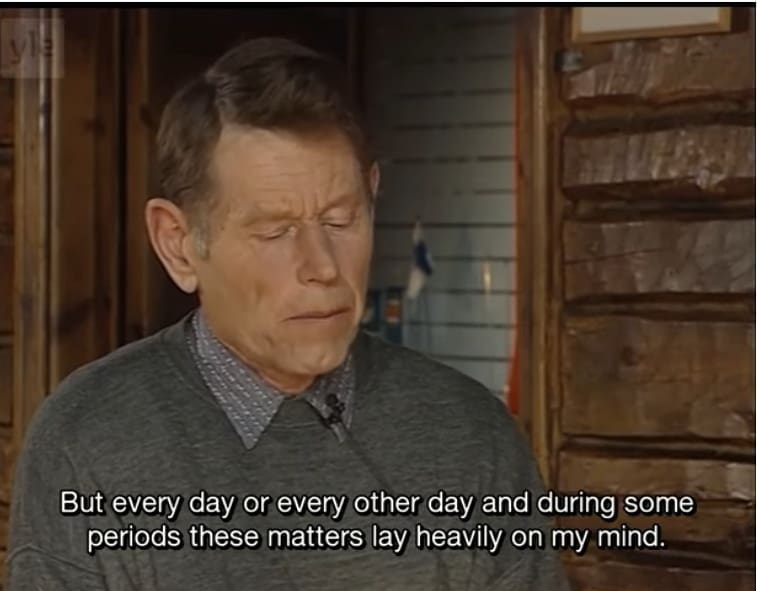 yle
But every day or every other day and during some
periods these matters lay heavily on my mind.